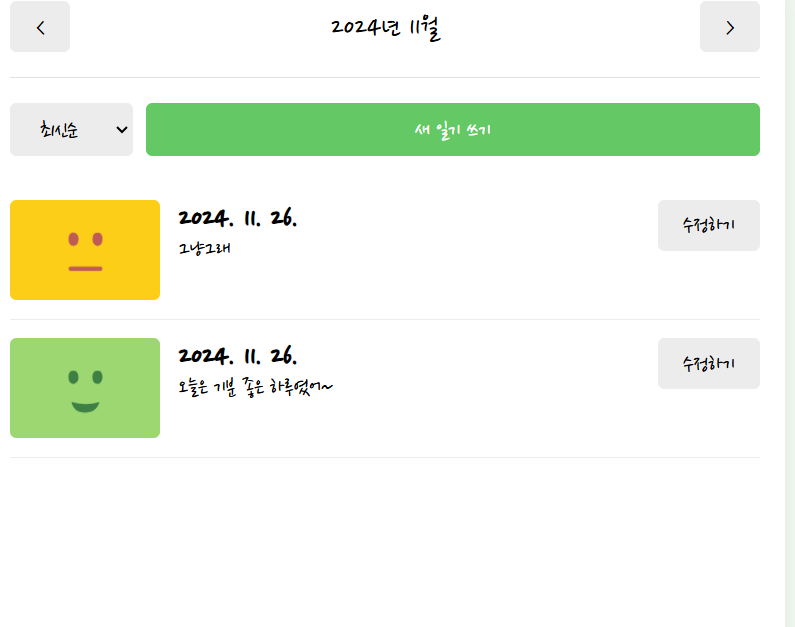 <
2024년 11월
>
최신순
새 일기 쓰기
2024. 11. 26.
그냥그래
수정하기
2024. 11. 26.
오늘은 기분 좋은 하루였어~
수정하기